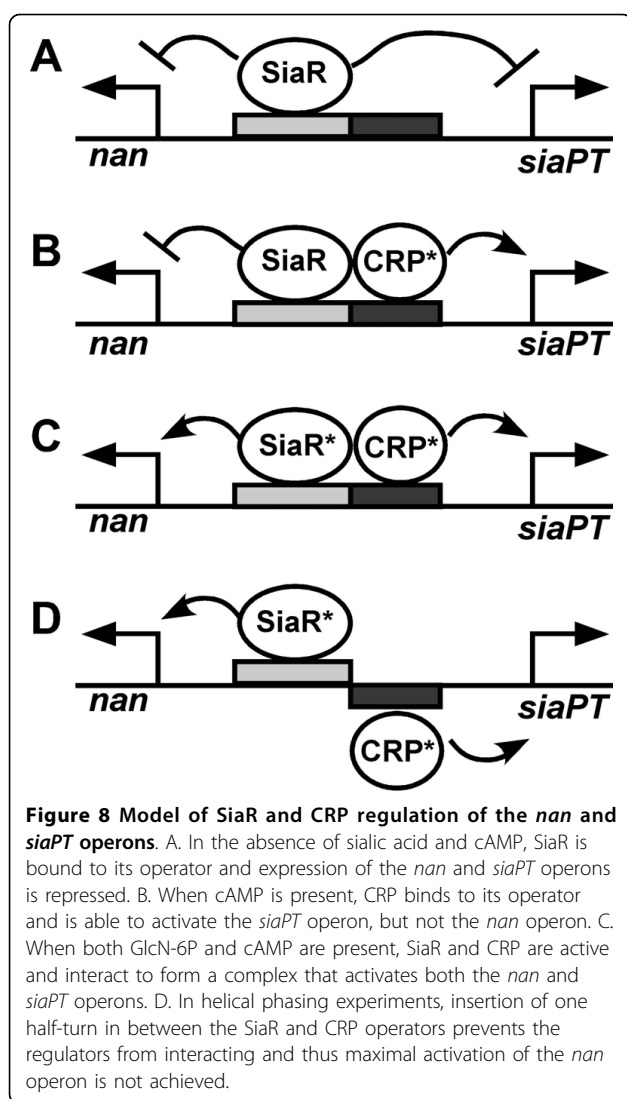 A
SiaR
nan
siaPT
B
SiaR
CRP*
nan
siaPT
C
SiaR*
CRP*
nan
siaPT
D
SiaR*
nan
siaPT
CRP*
Figure 8 Model of SiaR and CRP regulation of the nan and
siaPT operons. A. In the absence of sialic acid and cAMP, SiaR is
bound to its operator and expression of the nan and siaPT operons
is repressed. B. When cAMP is present, CRP binds to its operator
and is able to activate the siaPT operon, but not the nan operon. C.
When both GlcN-6P and cAMP are present, SiaR and CRP are active
and interact to form a complex that activates both the nan and
siaPT operons. D. In helical phasing experiments, insertion of one
half-turn in between the SiaR and CRP operators prevents the
regulators from interacting and thus maximal activation of the nan
operon is not achieved.